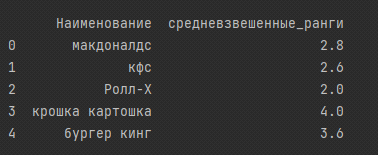 Наименование средневзвешенные_ранги
0 макдоналдс 2.8
1 кфс 2.6
2 Ролл-Х 2.0
3 крошка картошка 4.0
4 бургер кинг 3.6